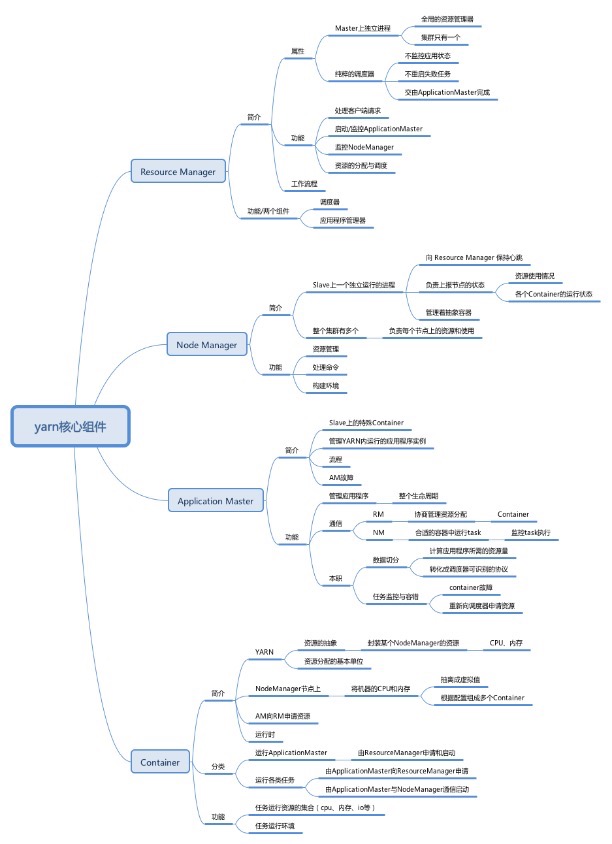 yarn核心组件
Resource Manager
简介
属性
Master上独立进程
全局的资源管理器
集群只有一个
纯粹的调度器
不监控应用状态
不重启失败任务
交由ApplicationMaster完成
功能
处理客户端请求
启动/监控ApplicationMaster
监控NodeManager
资源的分配与调度
工作流程
功能/两个组件
调度器
应用程序管理器
Node Manager
简介
Slave上一个独立运行的进程
向 Resource Manager 保持心跳
负责上报节点的状态
资源使用情况
各个Container的运行状态
管理着抽象容器
整个集群有多个
负责每个节点上的资源和使用
功能
资源管理
处理命令
构建环境
Application Master
简介
Slave上的特殊Container
管理YARN内运行的应用程序实例
流程
AM故障
功能
管理应用程序
整个生命周期
通信
RM
协商管理资源分配
Container
NM
合适的容器中运行task
监控task执行
本职
数据切分
计算应用程序所需的资源量
转化成调度器可识别的协议
任务监控与容错
container故障
重新向调度器申请资源
Container
简介
YARN
资源的抽象
封装某个NodeManager的资源
CPU、内存
资源分配的基本单位
NodeManager节点上
将机器的CPU和内存
抽离成虚拟值
根据配置组成多个Container
AM向RM申请资源
运行时
分类
运行ApplicationMaster
由ResourceManager申请和启动
运行各类任务
由ApplicationMaster向ResourceManager申请
由ApplicationMaster与NodeManager通信启动
功能
任务运行资源的集合（cpu、内存、io等）
任务运行环境